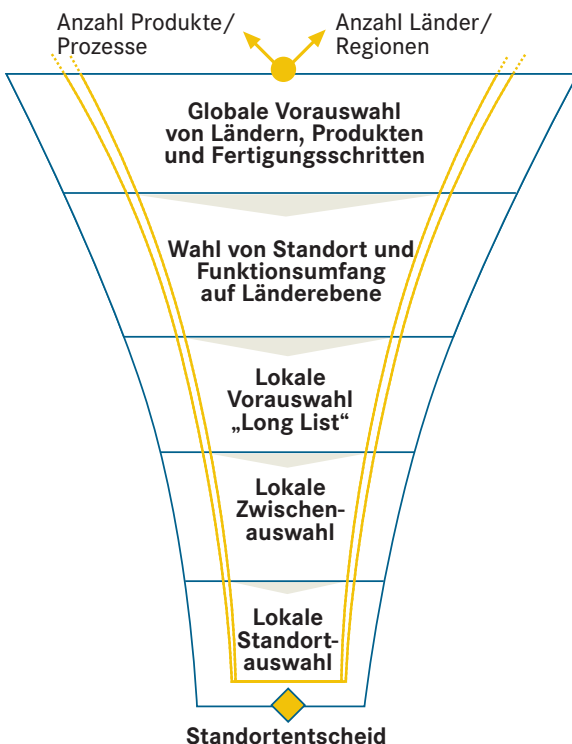 Anzahl Produkte/
Prozesse
Anzahl Länder/
Regionen
Globale Vorauswahl
von Ländern, Produkten
und Fertigungsschritten
Wahl von Standort und
Funktionsumfang
auf Länderebene
Lokale
Vorauswahl
„Long List“
Lokale
Zwischen-
auswahl
Lokale
Standort-
auswahl
Standortentscheid